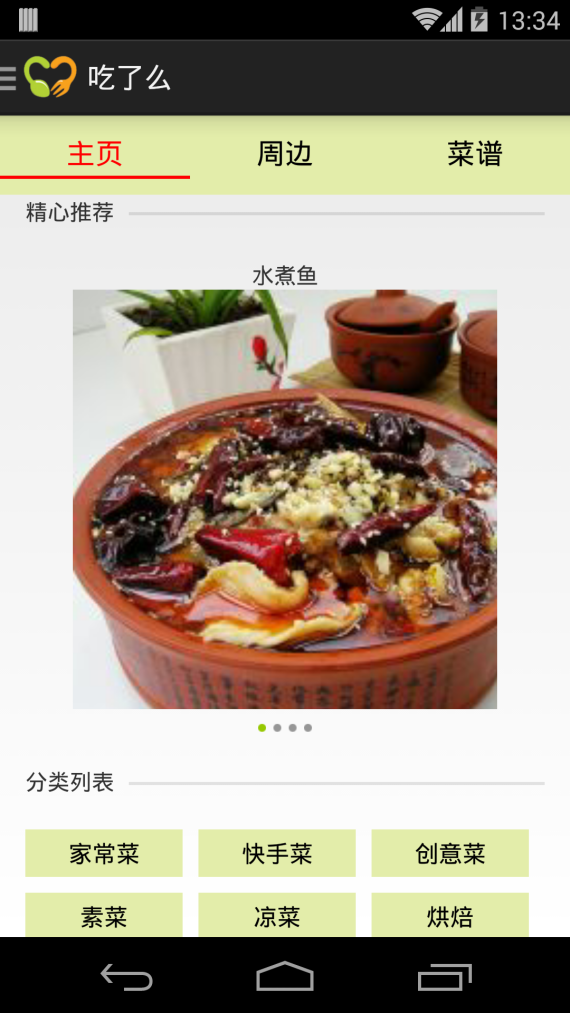 13:34
吃了么
主页 周边 菜谱
精心推荐
水煮鱼
分类列表
家常菜 快手菜 创意菜
素菜 凉菜 烘焙